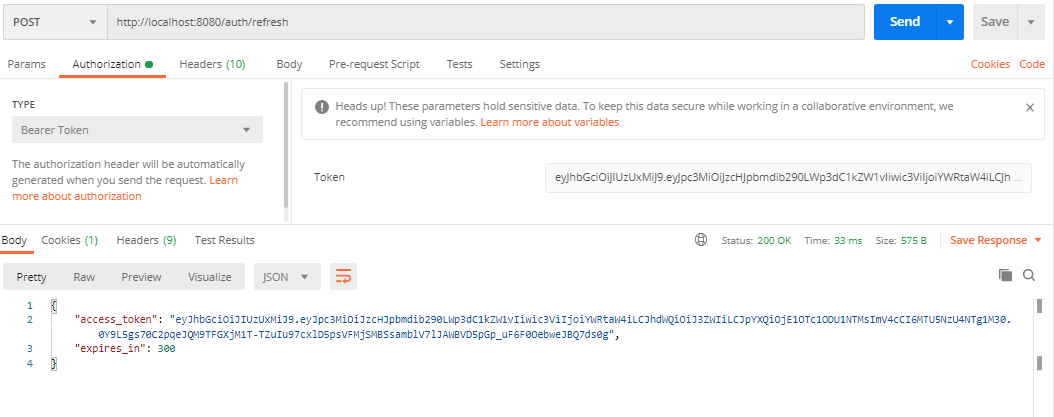 POST http://localhost:8080/auth/refresh Send Save
Params Authorization Headers (10) Body Pre-request Script Tests Settings Cookies Code
TYPE
Bearer Token
The authorization header will be automatically
generated when you send the request. Learn
more about authorization
Heads up! These parameters hold sensitive data. To keep this data secure while working in a collaborative environment, we
recommend using variables. Learn more about variables
Token eyJhbGciOiJIUzUxMiJ9.eyJpc3MiOiJzcHJpbmdib290LWp3dC1kZW1vIiwic3ViIjoiYWRtaW4iLCJh ...
Body Cookies (1) Headers (9) Test Results Status: 200 OK Time: 33 ms Size: 575 B Save Response
Pretty Raw Preview Visualize JSON
1 {
2 "access_token": "eyJhbGciOiJIUzUxMiJ9.eyJpc3MiOiJzcHJpbmdib290LWp3dC1kZW1vIiwic3ViIjoiYWRtaW4iLCJhdWQiOiJ3ZWIiLCJpYXQiOjE1OTc1ODU1NTMsImV4cCI6MTU5NzU4NTg1M30.
0Y9L5gs70C2pqeJQM9TFGXjM1T-TZuIu97cxlD5psVFMjSMBSsamblV7lJAWBVD5pGp_uF6F0OebweJBQ7ds0g",
3 "expires_in": 300
4 }